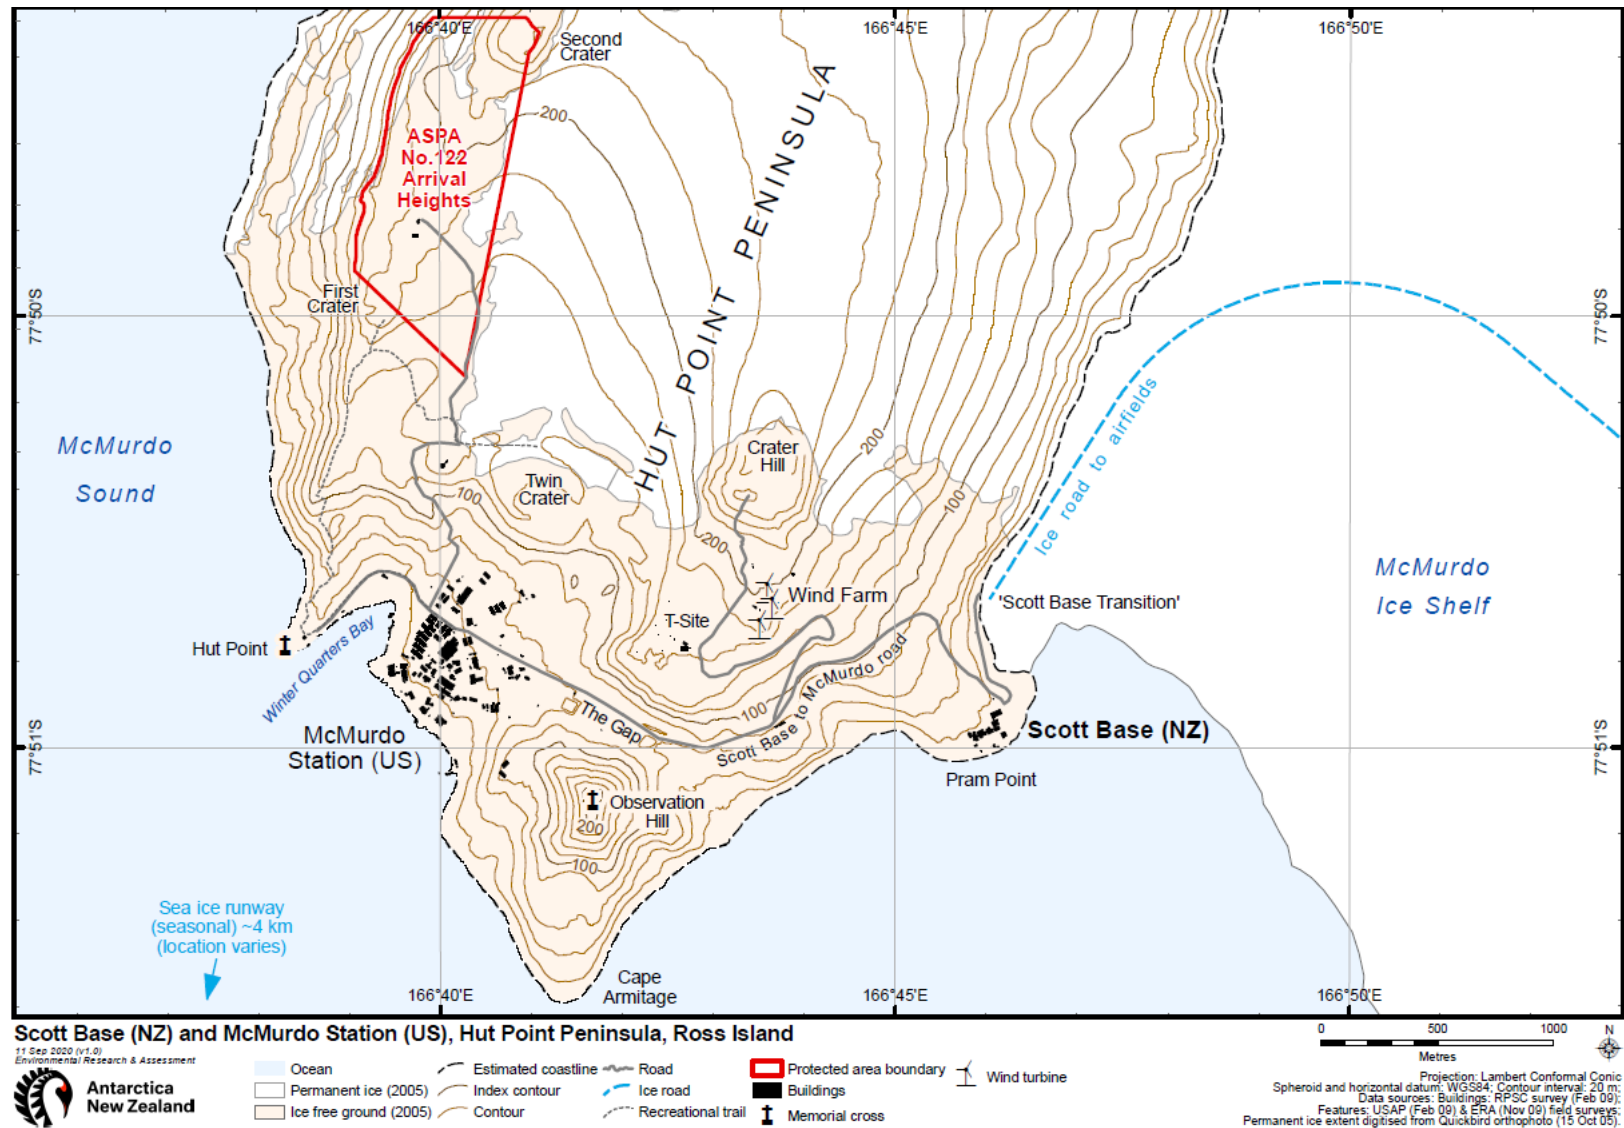 166°40'E
166°45'E
166°50'E
Second
Crater
200
ASPA
No.122
Arrival
Heights
HUT POINT PENINSULA
First
Crater
77°50'S
77°50'S
McMurdo
Sound
Crater
Hill
200
Twin
Crater
100
100
200
Ice road to airfields
McMurdo
Ice Shelf
Wind Farm
'Scott Base Transition'
T-Site
Hut Point
Winter Quarters Bay
100
The Gap
Scott Base to McMurdo road
Scott Base (NZ)
McMurdo
Station (US)
77°51'S
77°51'S
Pram Point
Observation
Hill
200
100
Sea ice runway
(seasonal) ~4 km
(location varies)
Cape
Armitage
166°40'E
166°45'E
166°50'E
Scott Base (NZ) and McMurdo Station (US), Hut Point Peninsula, Ross Island
11 Sep 2020 (v1.0)
Environmental Research & Assessment
Antarctica
New Zealand
Ocean
Permanent ice (2005)
Ice free ground (2005)
Estimated coastline
Index contour
Contour
Road
Ice road
Recreational trail
Protected area boundary
Buildings
Memorial cross
Wind turbine
0 500 1000
Metres
N
Projection: Lambert Conformal Conic
Spheroid and horizontal datum: WGS84; Contour interval: 20 m;
Data sources: Buildings: RPSC survey (Feb 09);
Features: USAP (Feb 09) & ERA (Nov 09) field surveys;
Permanent ice extent digitised from Quickbird orthophoto (15 Oct 05).